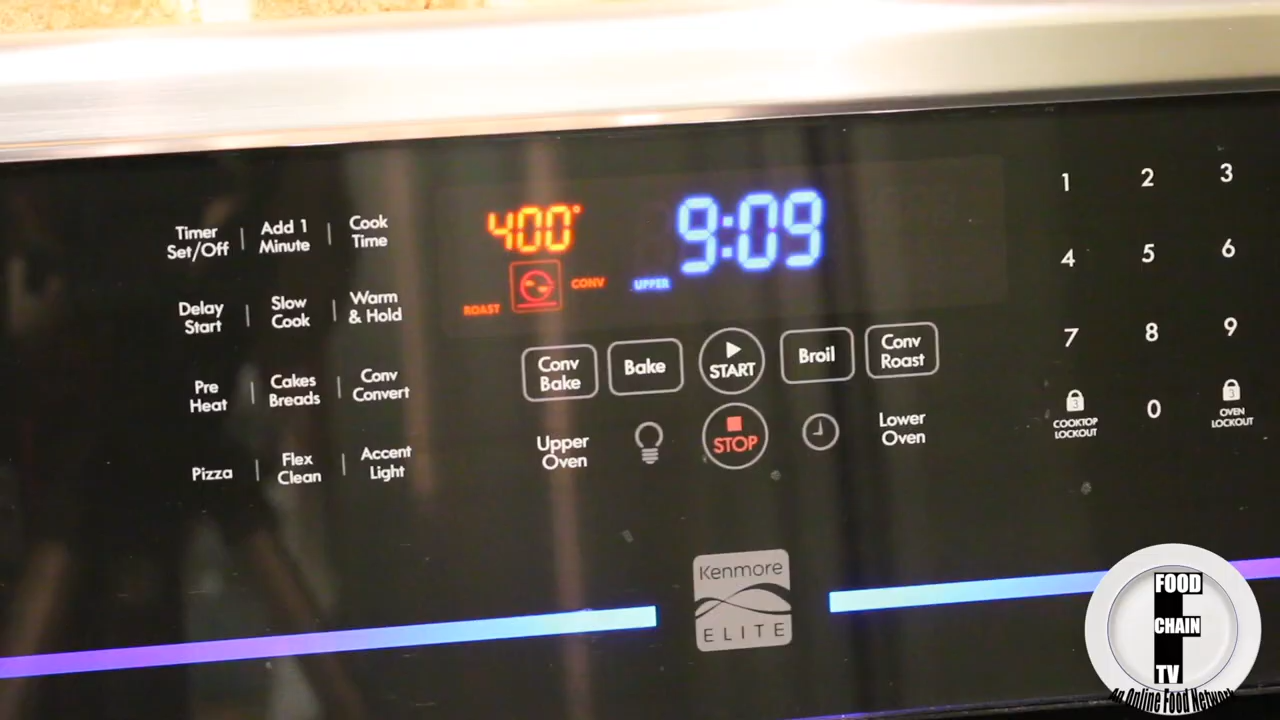 Timer
Set/Off
Add 1
Minute
Cook
Time
Delay
Start
Slow
Cook
Warm
& Hold
Pre
Heat
Cakes
Breads
Conv
Convert
Pizza
Flex
Clean
Accent
Light
400°
ROAST
CONV
UPPER
9:09
Conv
Bake
Bake
START
Broil
Conv
Roast
Upper
Oven
STOP
Lower
Oven
1 2 3
4 5 6
7 8 9
3
COOKTOP
LOCKOUT
0
3
OVEN
LOCKOUT
Kenmore
ELITE
FOOD
CHAIN
TV
An Online Food Network